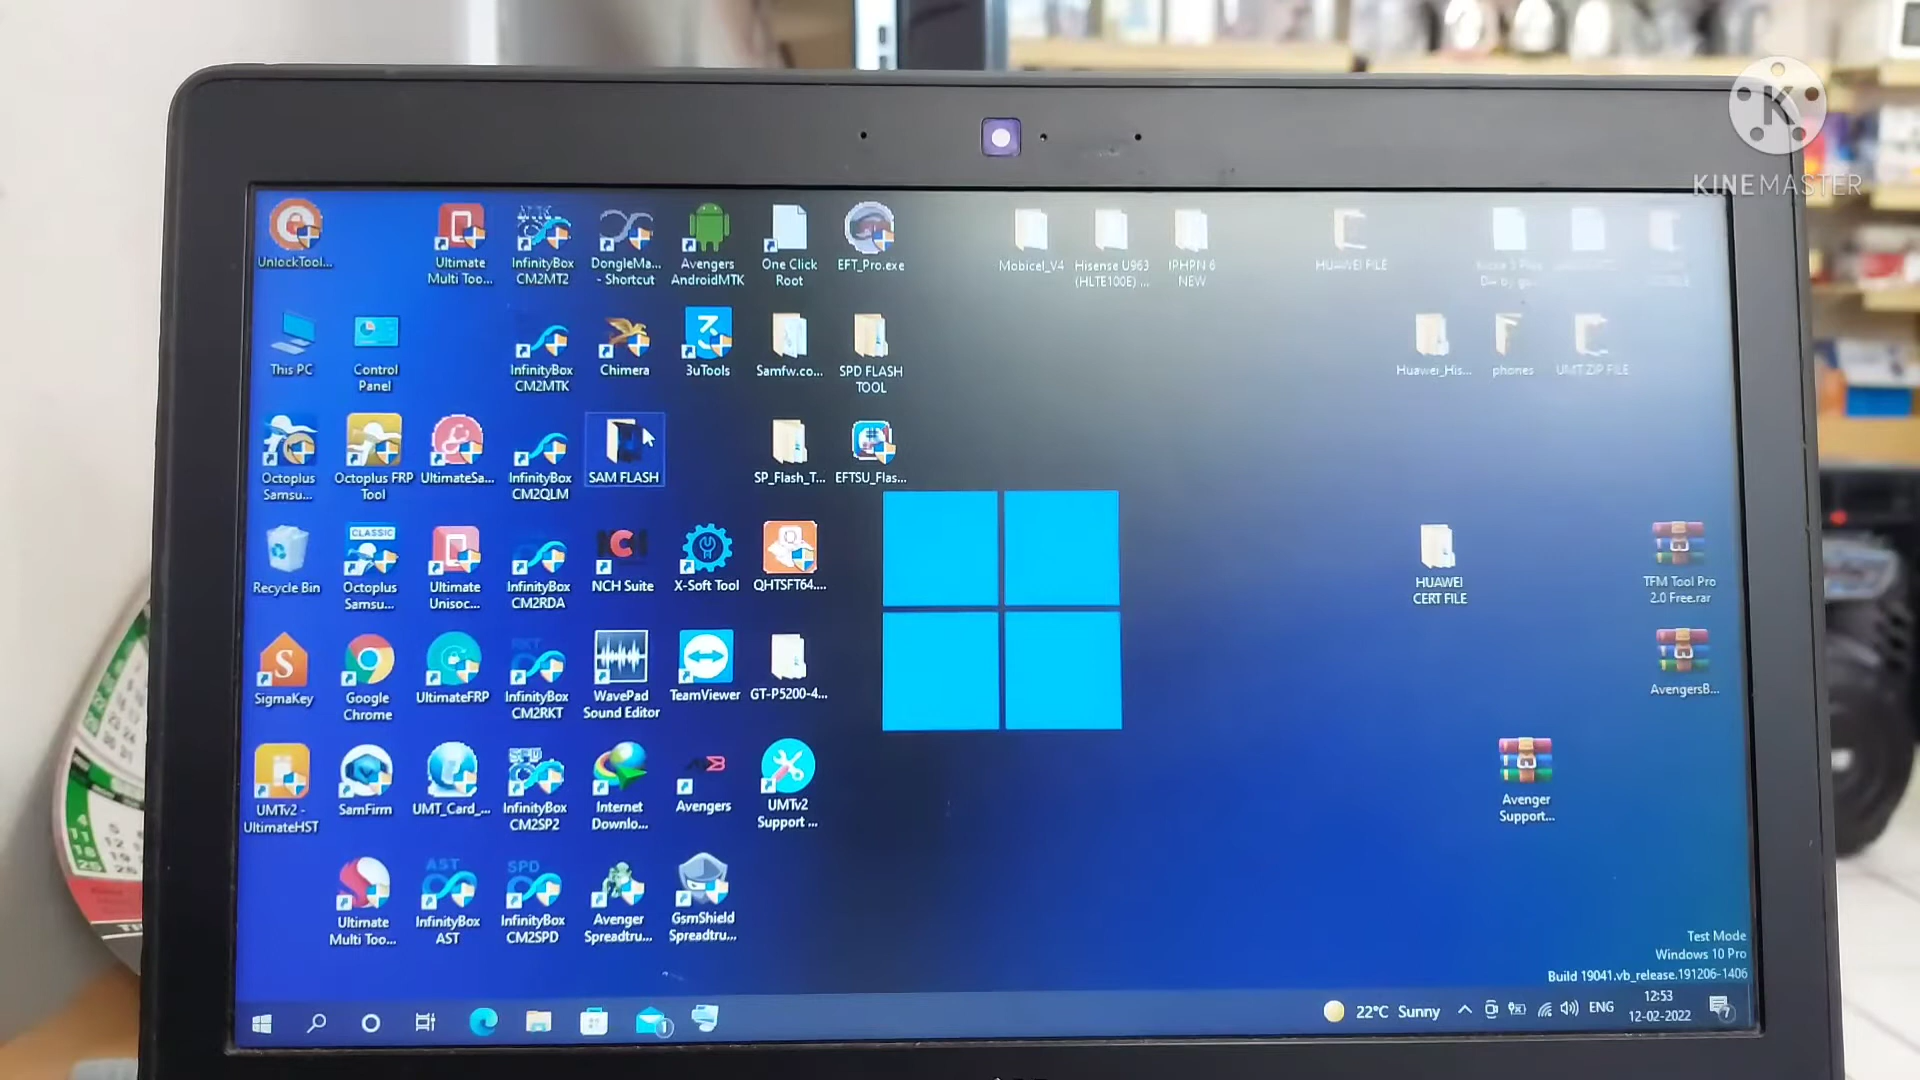 KINEMASTER
UnlockTool...
Ultimate
Multi Too...
InfinityBox
CM2MT2
DongleMa...
- Shortcut
Avengers
AndroidMTK
One Click
Root
EFT_Pro.exe
Mobicel_V4
Hisense U963
(HLTE100E) ...
IPHPN 6
NEW
HUAWEI FILE
This PC
Control
Panel
InfinityBox
CM2MTK
Chimera
3uTools
Samfw.co...
SPD FLASH
TOOL
Huawei_His...
phones
UMT ZIP FILE
Octoplus
Samsu...
Octoplus FRP
Tool
UltimateSa...
InfinityBox
CM2QLM
SAM FLASH
SP_Flash_T...
EFTSU_Flas...
Recycle Bin
CLASSIC
Octoplus
Samsu...
Ultimate
Unisoc...
InfinityBox
CM2RDA
NCH Suite
X-Soft Tool
QHTSFT64....
HUAWEI
CERT FILE
TFM Tool Pro
2.0 Free.rar
SigmaKey
Google
Chrome
UltimateFRP
RKT
InfinityBox
CM2RKT
WavePad
Sound Editor
TeamViewer
GT-P5200-4...
AvengersB...
UMTv2 -
UltimateHST
SamFirm
UMT_Card_...
InfinityBox
CM2SP2
Internet
Downlo...
Avengers
UMTv2
Support ...
Avenger
Support...
Ultimate
Multi Too...
AST
InfinityBox
AST
SPD
InfinityBox
CM2SPD
Avenger
Spreadtru...
GsmShield
Spreadtru...
Test Mode
Windows 10 Pro
Build 19041.vb_release.191206-1406
22°C Sunny
ENG
12:53
12-02-2022